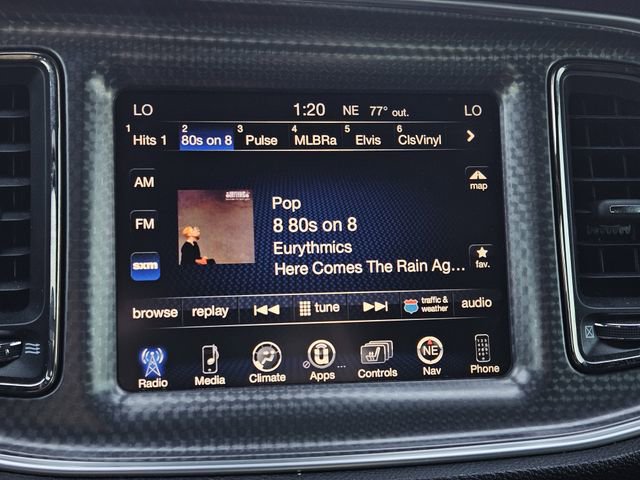 LO 1:20 NE 77° out. LO
1 Hits 1 2 80s on 8 3 Pulse 4 MLBRa 5 Elvis 6 ClsVinyl
AM
map
Pop
FM
8 80s on 8
Eurythmics
fav.
sxm
Here Comes The Rain Ag...
browse replay tune traffic & weather audio
NE
Radio Media Climate Apps ... Controls Nav Phone